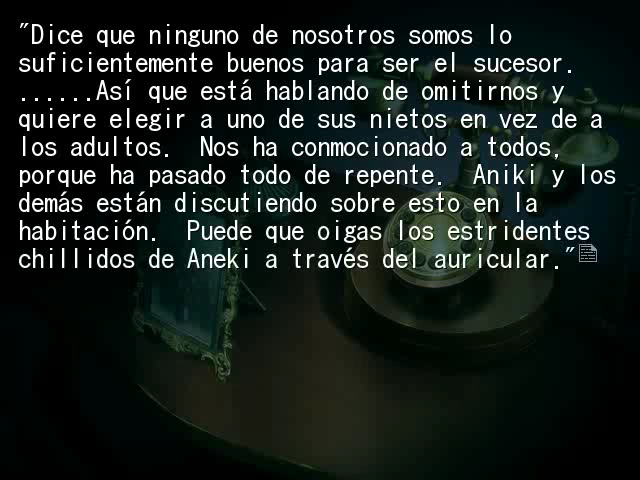 "Dice que ninguno de nosotros somos lo
suficientemente buenos para ser el sucesor.
......Así que está hablando de omitirnos y
quiere elegir a uno de sus nietos en vez de a
los adultos.  Nos ha conmocionado a todos,
porque ha pasado todo de repente.  Aniki y los
demás están discutiendo sobre esto en la
habitación.  Puede que oigas los estridentes
chillidos de Aneki a través del auricular."